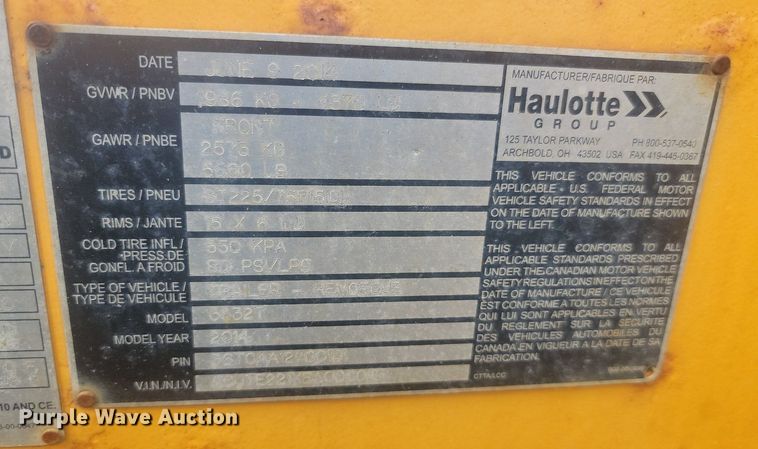 DATE JUNE 9 2014
GVWR / PNBV 1986 KG
GAWR / PNBE FRONT
2575 KG
LB
TIRES / PNEU
RIMS / JANTE
COLD TIRE INFL./ 550 KPA
PRESS.DE
GONFL. A FROID 80 PSI/LPC
TYPE OF VEHICLE / TRAILER - REMORQUE
TYPE DE VEHICULE
MODEL
MODEL YEAR 2014
PIN
V.I.N./N.I.V.
MANUFACTURER/FABRIQUE PAR:
Haulotte
GROUP
125 TAYLOR PARKWAY PH 800-537-0540
ARCHBOLD, OH 43502 USA FAX 419-445-0367
THIS VEHICLE CONFORMS TO ALL
APPLICABLE U.S. FEDERAL MOTOR
VEHICLE SAFETY STANDARDS IN EFFECT
ON THE DATE OF MANUFACTURE SHOWN
TO THE LEFT.
THIS VEHICLE CONFORMS TO ALL
APPLICABLE STANDARDS PRESCRIBED
UNDER THE CANADIAN MOTOR VEHICLE
SAFETY REGULATIONS IN EFFECT ON THE
DATE OF MANUFACTURE / CE VEHICULE
EST CONFORME A TOUTES LES NORMES
QUI LUI SONT APPLICABLES EN VERTU
DU REGLEMENT SUR LA SECURITE
DES VEHICULES AUTOMOBILES DU
CANADA EN VIGUEUR A LA DATE DE SA
FABRICATION.
10 AND CE.
Purple Wave Auction